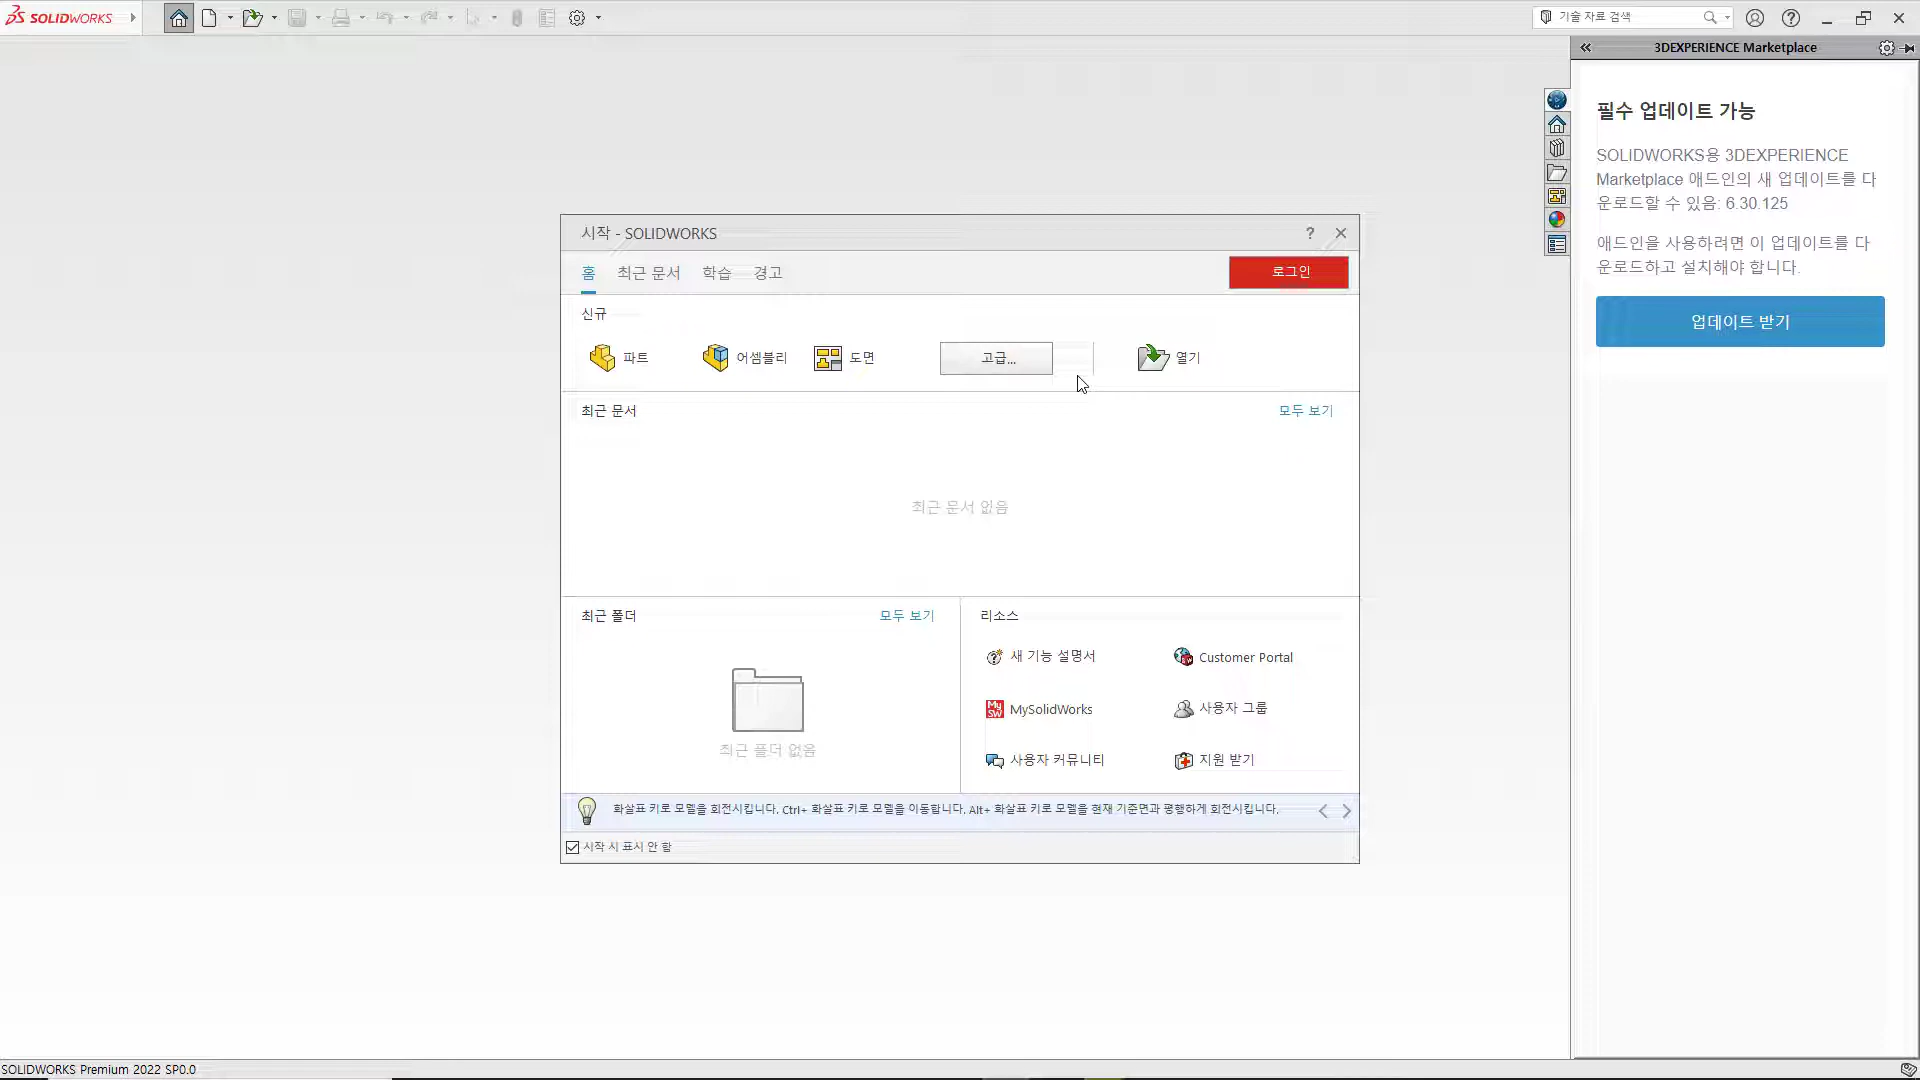 SOLIDWORKS
기술 자료 검색
3DEXPERIENCE Marketplace
필수 업데이트 가능
SOLIDWORKS용 3DEXPERIENCE
Marketplace 애드인의 새 업데이트를 다
운로드할 수 있음: 6.30.125
애드인을 사용하려면 이 업데이트를 다
운로드하고 설치해야 합니다.
업데이트 받기
시작 - SOLIDWORKS
홈 최근 문서 학습 경고
로그인
신규
파트 어셈블리 도면 고급... 열기
최근 문서 모두 보기
최근 문서 없음
최근 폴더 모두 보기
최근 폴더 없음
리소스
새 기능 설명서 Customer Portal
MySolidWorks 사용자 그룹
사용자 커뮤니티 지원 받기
화살표 키로 모델을 회전시킵니다. Ctrl+ 화살표 키로 모델을 이동합니다. Alt+ 화살표 키로 모델을 현재 기준면과 평행하게 회전시킵니다.
시작 시 표시 안 함
SOLIDWORKS Premium 2022 SP0.0